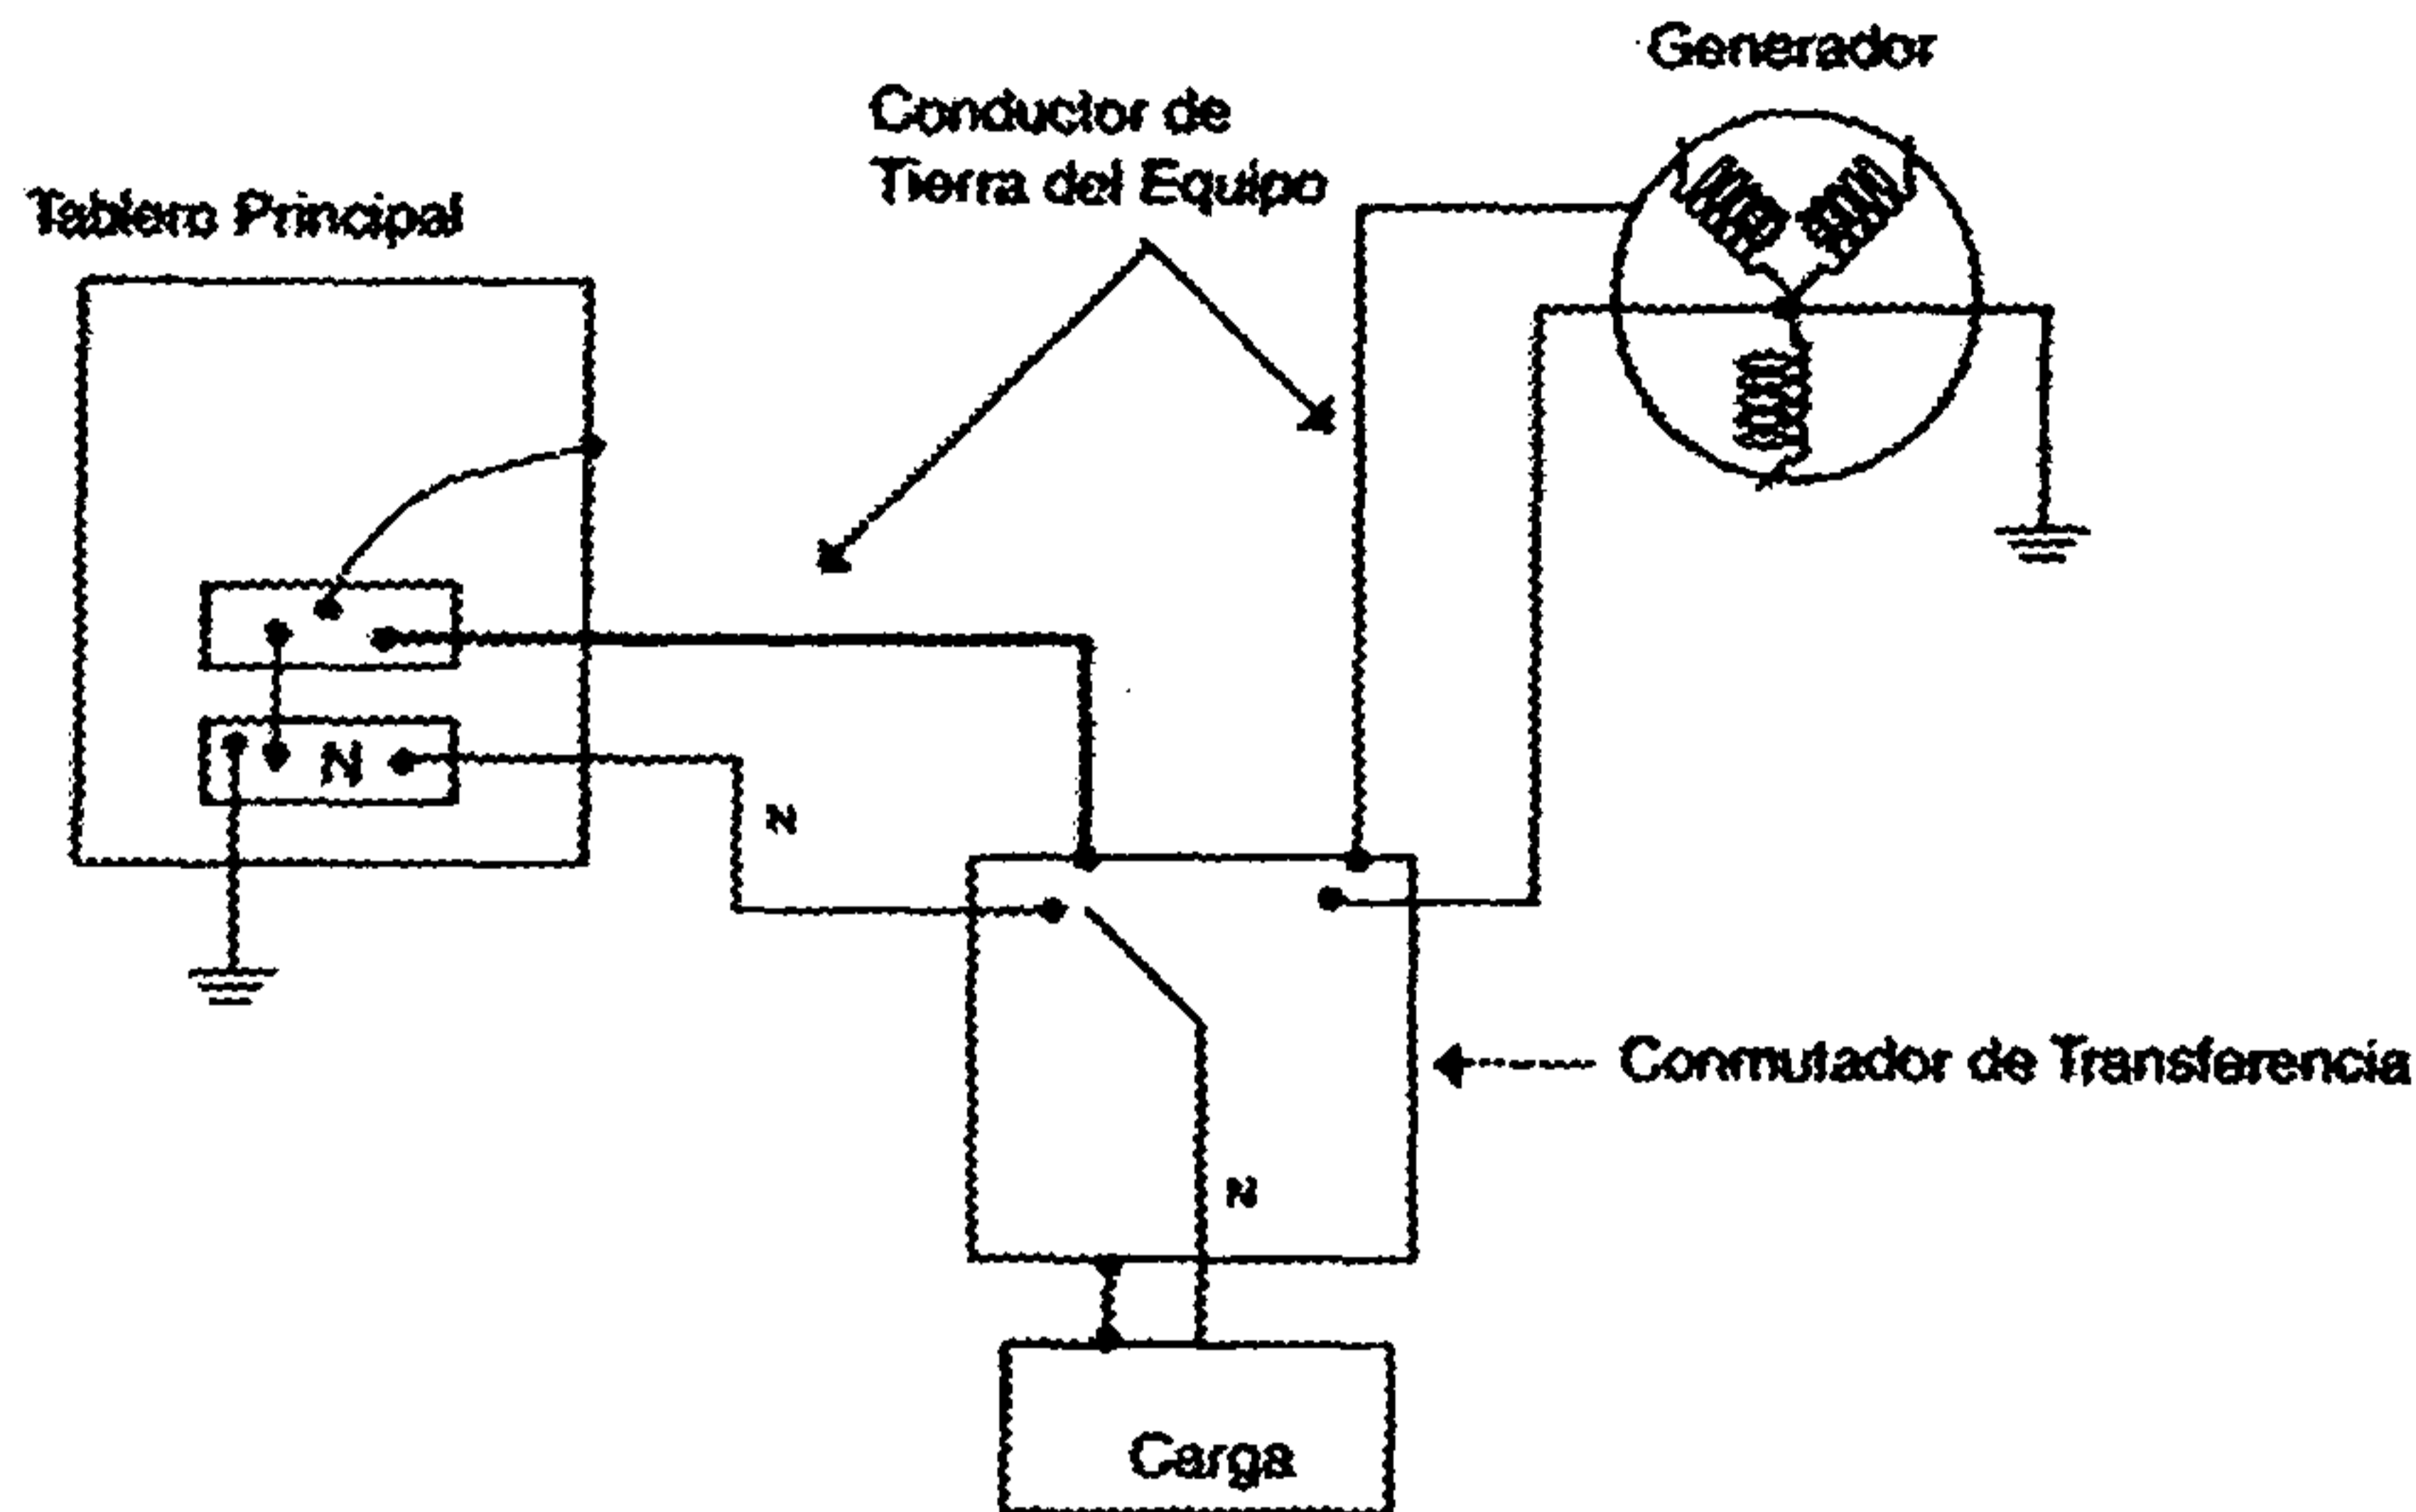 Generador
Conductor de
Tierra del Equipo
Tablero Principal
N
N
Conmutador de Transferencia
N
Carga